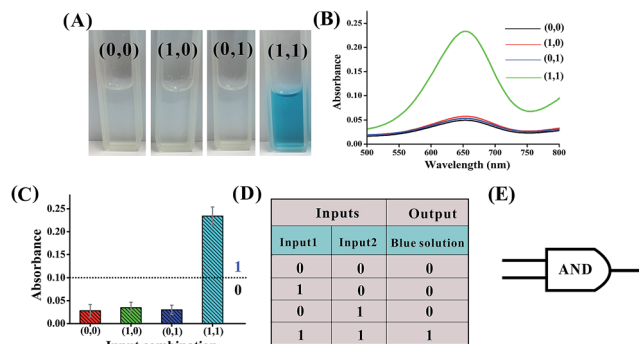 (A)
(0,0) (1,0) (0,1) (1,1)
(B)
Absorbance
0.25
0.20
0.15
0.10
0.05
0.00
500 550 600 650 700 750 800
Wavelength (nm)
(0,0)
(1,0)
(0,1)
(1,1)
(C)
Absorbance
0.25
0.20
0.15
0.10
0.05
0.00
1
0
(0,0) (1,0) (0,1) (1,1)
Input combination
(D)
Inputs Output
Input1 Input2 Blue solution
0 0 0
1 0 0
0 1 0
1 1 1
(E)
AND